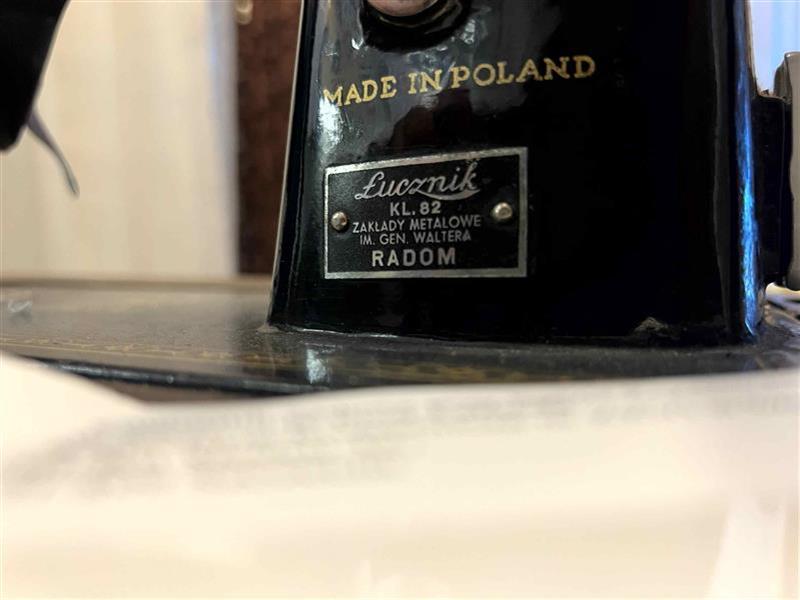 MADE IN POLAND
Łucznik
KL. 82
ZAKŁADY METALOWE
IM. GEN. WALTERA
RADOM